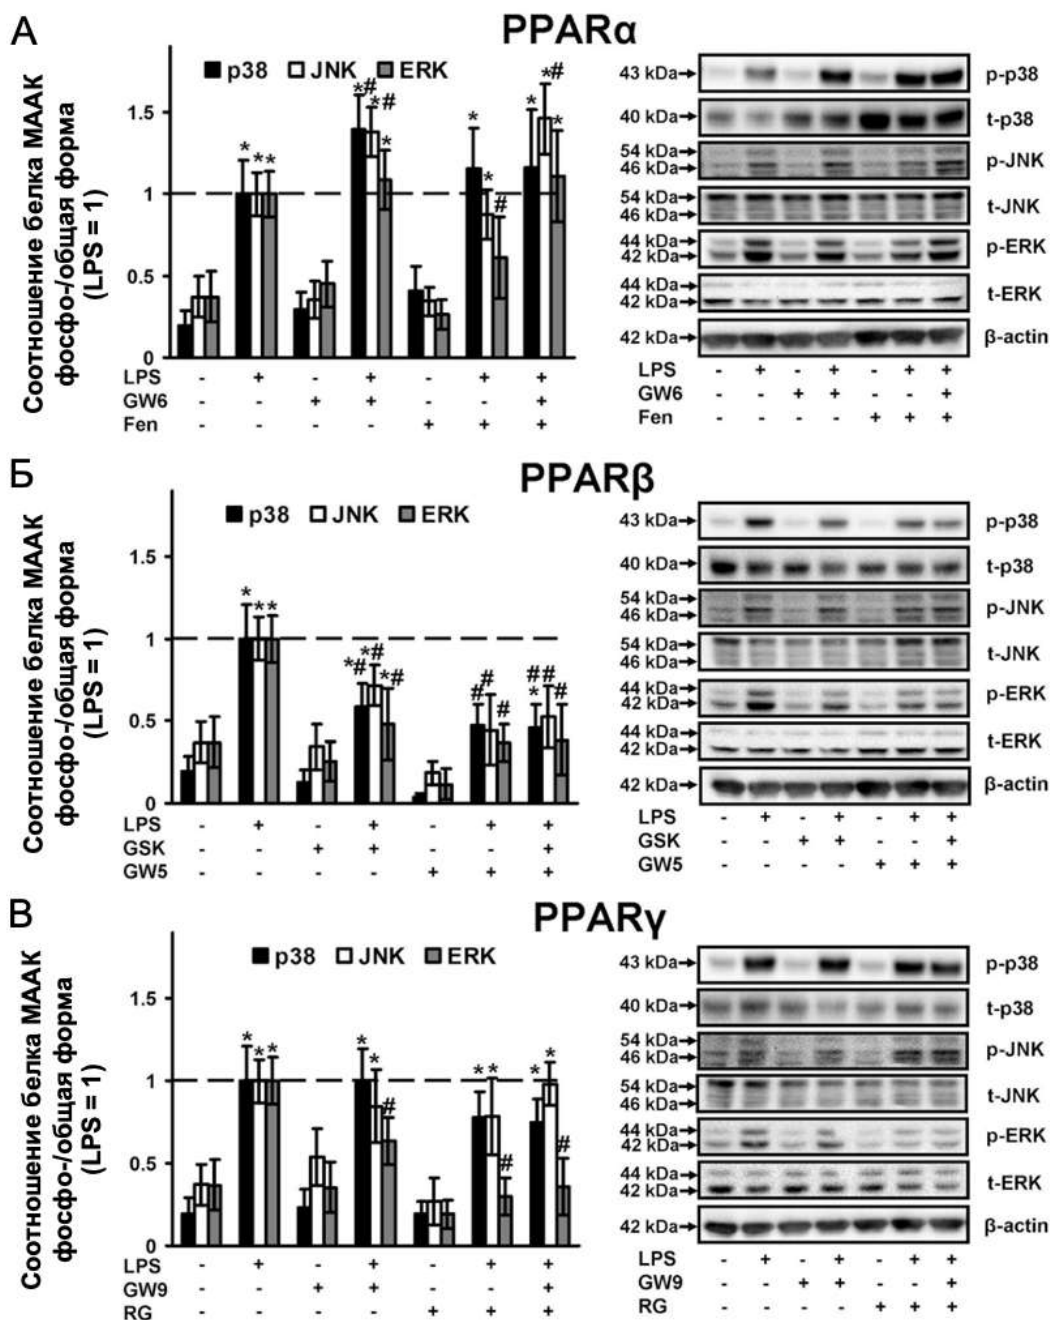 А
PPARα
Соотношение белка МААК
фосфо-/общая форма
(LPS = 1)
p38 JNK ERK
1.5
1
0.5
0
* * *
*# *# *
* * #
* *# *
LPS - + - + - + +
GW6 - - + + - - +
Fen - - - - + + +
43 kDa p-p38
40 kDa t-p38
54 kDa
46 kDa p-JNK
54 kDa
46 kDa t-JNK
44 kDa
42 kDa p-ERK
44 kDa
42 kDa t-ERK
42 kDa β-actin
LPS - + - + - + +
GW6 - - + + - - +
Fen - - - - + + +
Б
PPARβ
Соотношение белка МААК
фосфо-/общая форма
(LPS = 1)
p38 JNK ERK
1.5
1
0.5
0
* * *
*# *# *#
# # #
# # #
*
LPS - + - + - + +
GSK - - + + - - +
GW5 - - - - + + +
43 kDa p-p38
40 kDa t-p38
54 kDa
46 kDa p-JNK
54 kDa
46 kDa t-JNK
44 kDa
42 kDa p-ERK
44 kDa
42 kDa t-ERK
42 kDa β-actin
LPS - + - + - + +
GSK - - + + - - +
GW5 - - - - + + +
В
PPARγ
Соотношение белка МААК
фосфо-/общая форма
(LPS = 1)
p38 JNK ERK
1.5
1
0.5
0
* * *
* * #
* * #
* * #
LPS - + - + - + +
GW9 - - + + - - +
RG - - - - + + +
43 kDa p-p38
40 kDa t-p38
54 kDa
46 kDa p-JNK
54 kDa
46 kDa t-JNK
44 kDa
42 kDa p-ERK
44 kDa
42 kDa t-ERK
42 kDa β-actin
LPS - + - + - + +
GW9 - - + + - - +
RG - - - - + + +